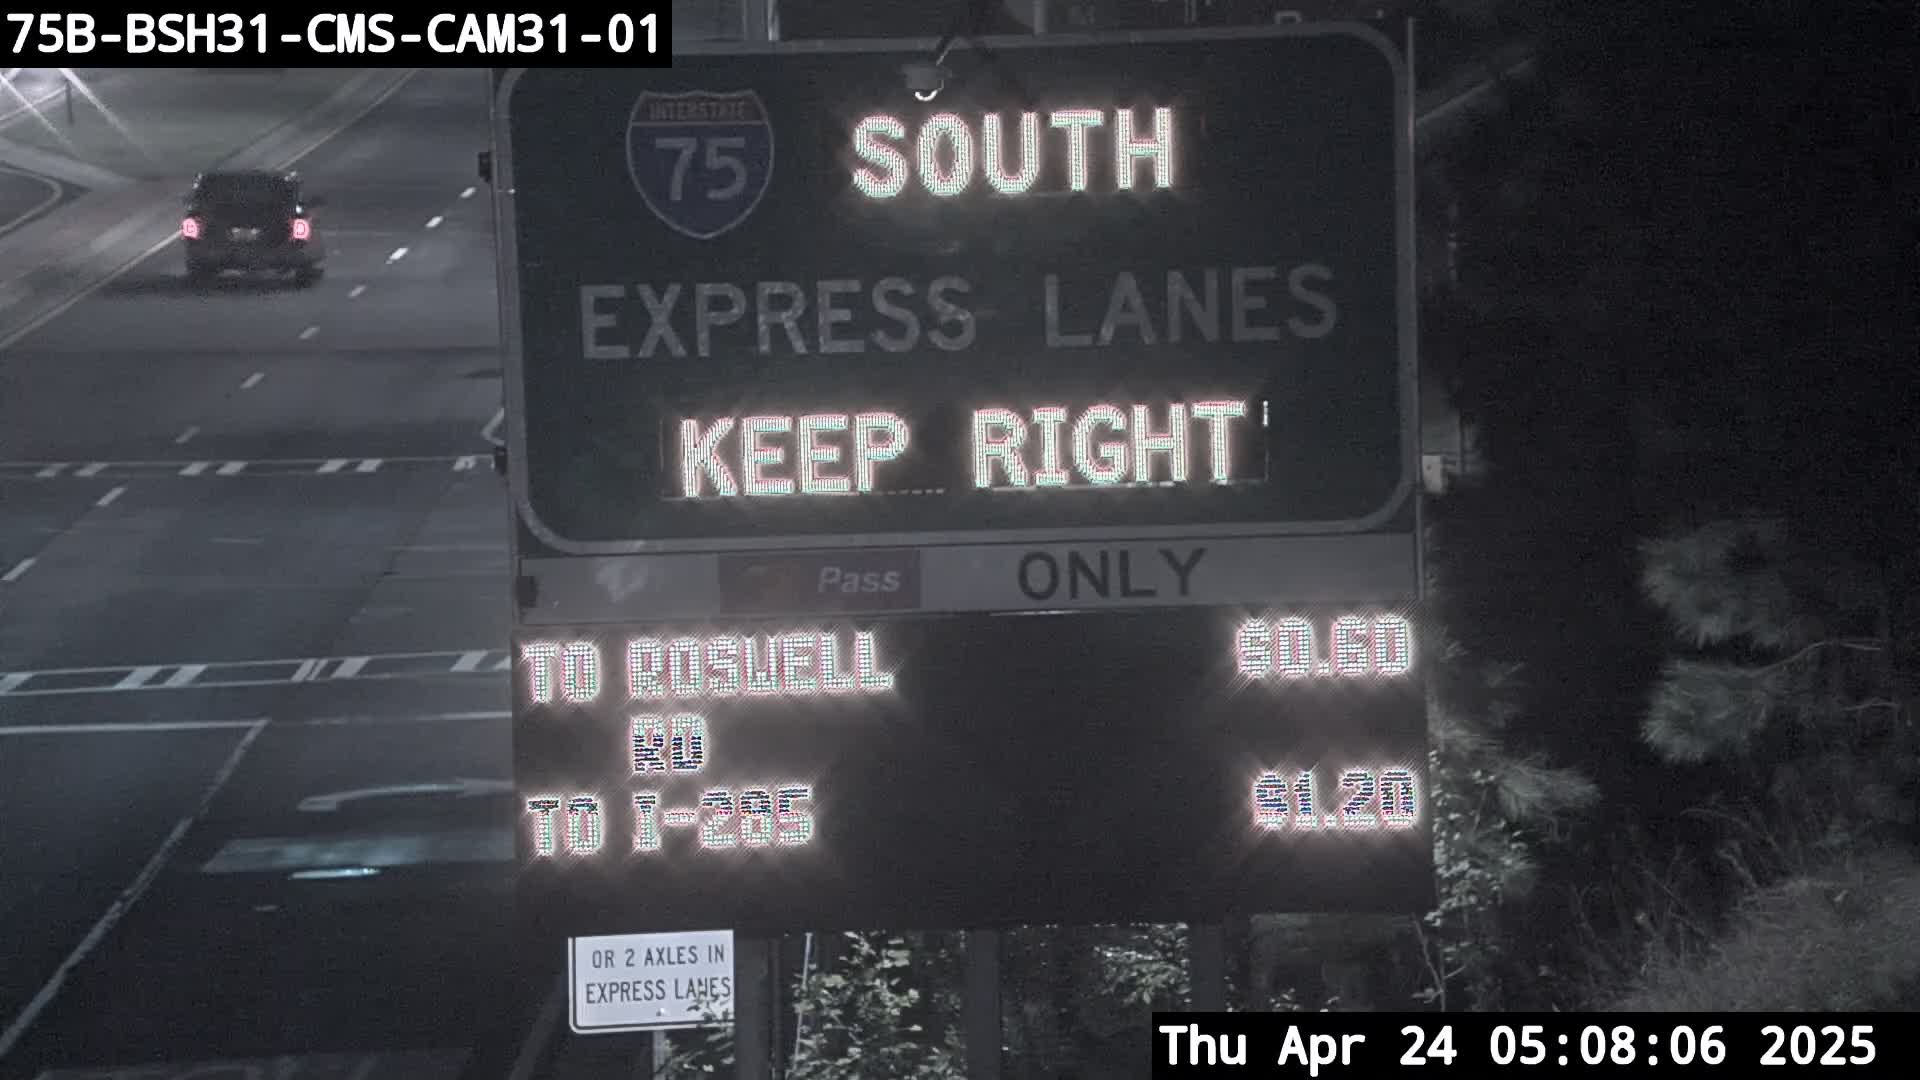 75B-BSH31-CMS-CAM31-01
INTERSTATE
75
SOUTH
EXPRESS LANES
KEEP RIGHT
Pass ONLY
TO ROSWELL $0.60
RD
TO I-285 $1.20
OR 2 AXLES IN
EXPRESS LANES
Thu Apr 24 05:08:06 2025